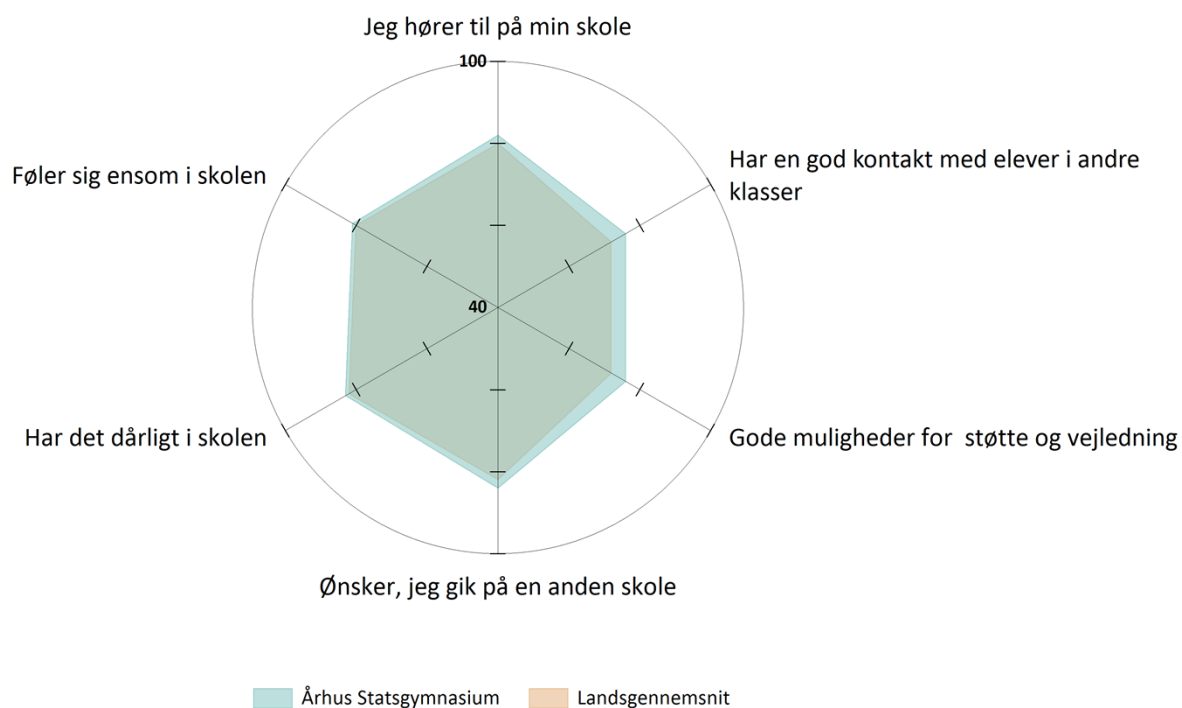 Jeg hører til på min skole
100
Har en god kontakt med elever i andre
klasser
Føler sig ensom i skolen
40
Har det dårligt i skolen
Gode muligheder for  støtte og vejledning
Ønsker, jeg gik på en anden skole
Århus Statsgymnasium
Landsgennemsnit